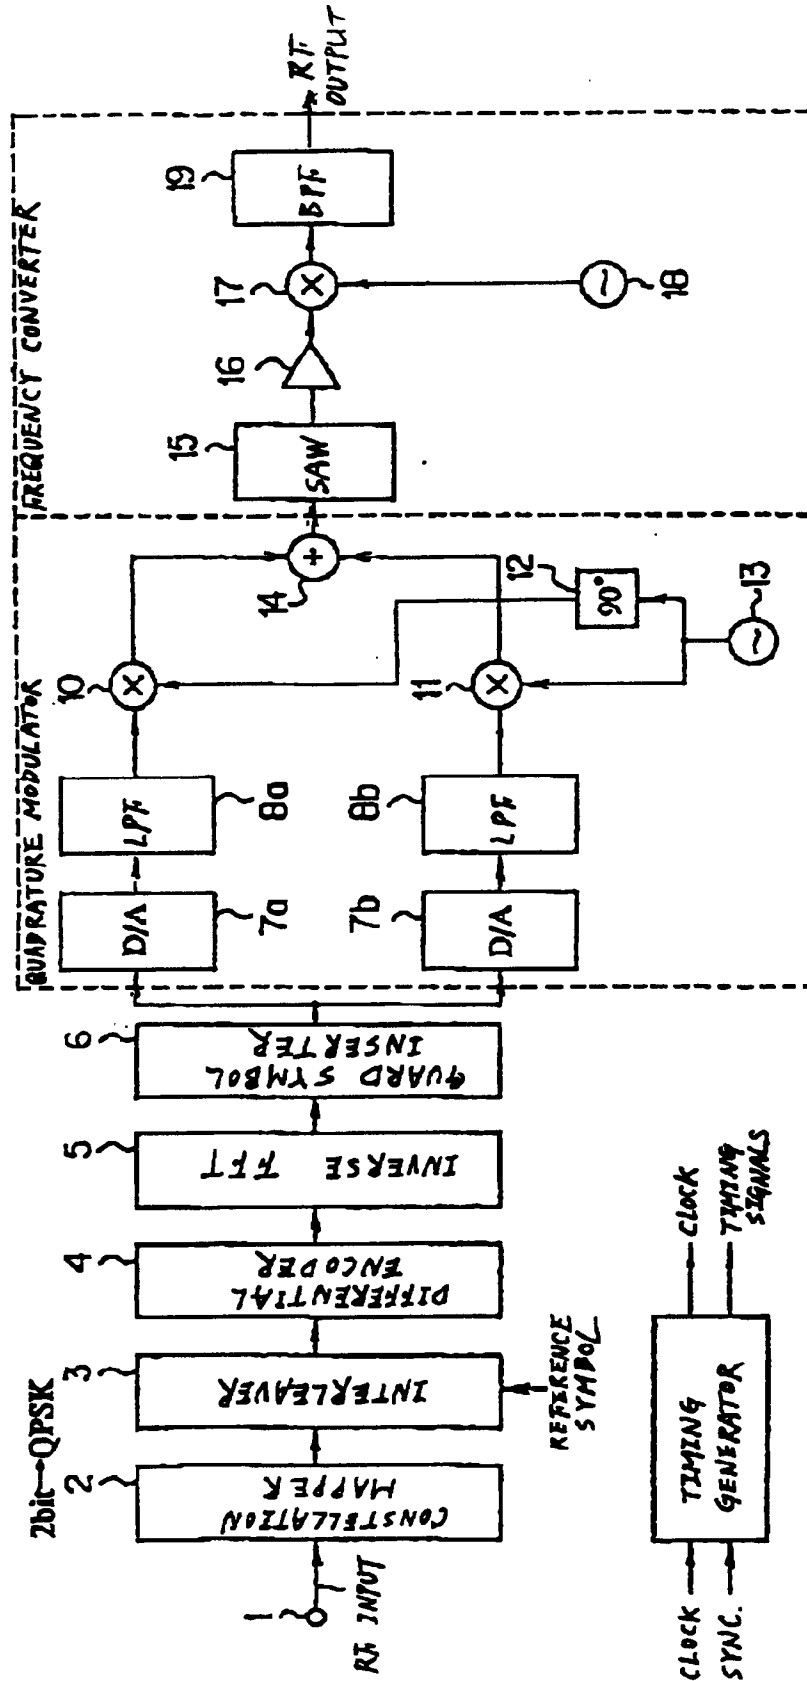 2bit→QPSK
1
RF INPUT
2
CONSTELLATION
MAPPER
3
INTERLEAVER
REFERENCE
SYMBOL
4
DIFFERENTIAL
ENCODER
5
INVERSE FFT
6
GUARD SYMBOL
INSERTER
QUADRATURE MODULATOR
D/A
7a
LPF
8a
10
×
D/A
7b
LPF
8b
11
×
12
90°
13
~
14
+
FREQUENCY CONVERTER
15
SAW
16
17
×
18
~
19
BPF
RF
OUTPUT
CLOCK
SYNC.
TIMING
GENERATOR
CLOCK
TIMING
SIGNALS